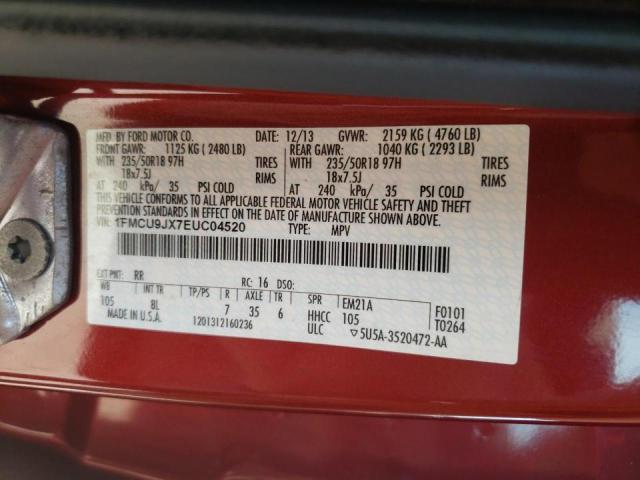 MFD. BY FORD MOTOR CO. DATE: 12/13 GVWR: 2159 KG ( 4760 LB)
FRONT GAWR: 1125 KG ( 2480 LB) REAR GAWR: 1040 KG ( 2293 LB)
WITH 235/50R18 97H TIRES WITH 235/50R18 97H TIRES
18x7.5J RIMS 18x7.5J RIMS
AT 240 kPa/ 35 PSI COLD AT 240 kPa/ 35 PSI COLD
THIS VEHICLE CONFORMS TO ALL APPLICABLE FEDERAL MOTOR VEHICLE SAFETY AND THEFT
PREVENTION STANDARDS IN EFFECT ON THE DATE OF MANUFACTURE SHOWN ABOVE.
VIN: 1FMCU9JX7EUC04520 TYPE: MPV
EXT PNT: RR RC: 16 DSO:
WB INT TR TP/PS R AXLE TR SPR EM21A F0101
105 8L 7 35 6 HHCC 105 T0264
MADE IN U.S.A. 1201312160236 ULC ▽5U5A-3520472-AA